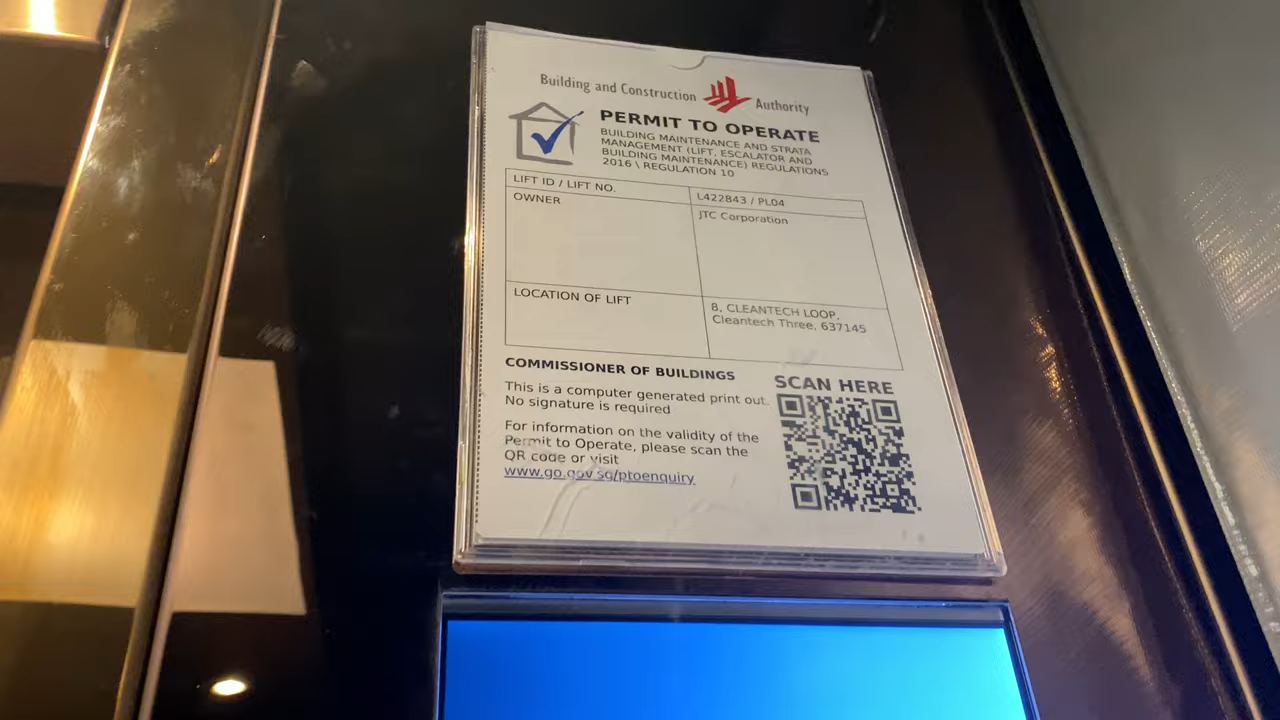 Building and Construction Authority
PERMIT TO OPERATE
BUILDING MAINTENANCE AND STRATA
MANAGEMENT (LIFT, ESCALATOR AND
BUILDING MAINTENANCE) REGULATIONS
2016 \ REGULATION 10
LIFT ID / LIFT NO. L422843 / PL04
OWNER JTC Corporation
LOCATION OF LIFT 8, CLEANTECH LOOP,
Cleantech Three, 637145
COMMISSIONER OF BUILDINGS
This is a computer generated print out.
No signature is required
For information on the validity of the
Permit to Operate, please scan the
QR code or visit
www.go.gov.sg/ptoenquiry
SCAN HERE